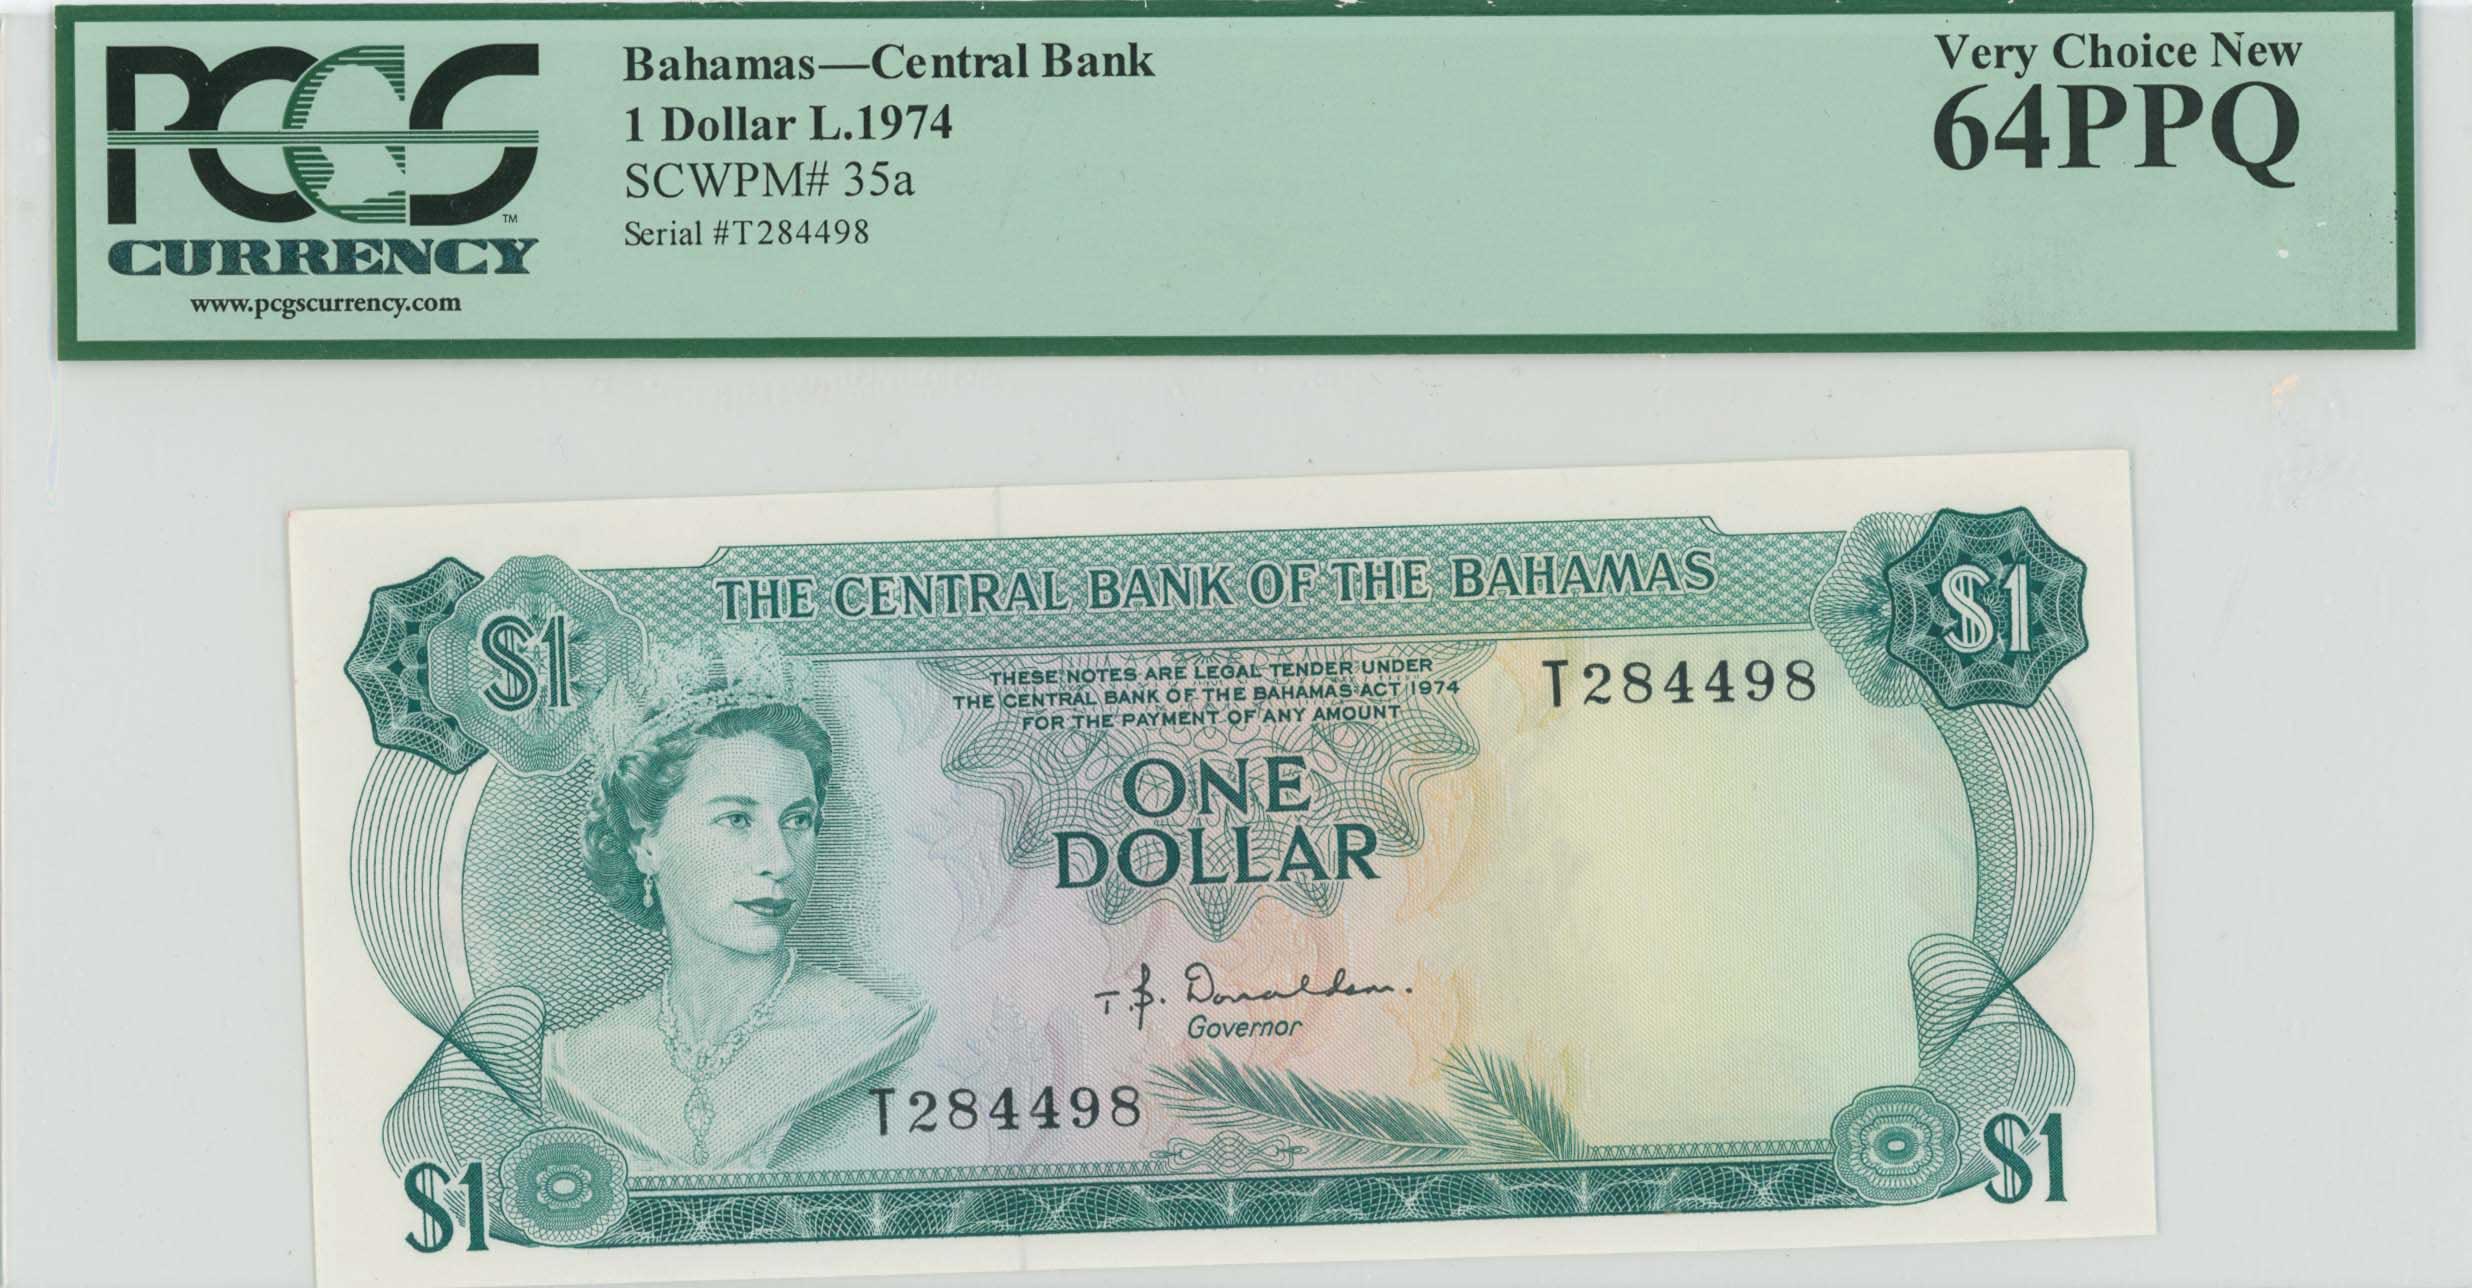 PCGS
™
CURRENCY
www.pcgscurrency.com
Bahamas—Central Bank
1 Dollar L.1974
SCWPM# 35a
Serial #T284498
Very Choice New
64PPQ
$1
THE CENTRAL BANK OF THE BAHAMAS
$1
THESE NOTES ARE LEGAL TENDER UNDER
THE CENTRAL BANK OF THE BAHAMAS ACT 1974
FOR THE PAYMENT OF ANY AMOUNT
T284498
ONE
DOLLAR
T.B. Donaldson.
Governor
T284498
$1
$1